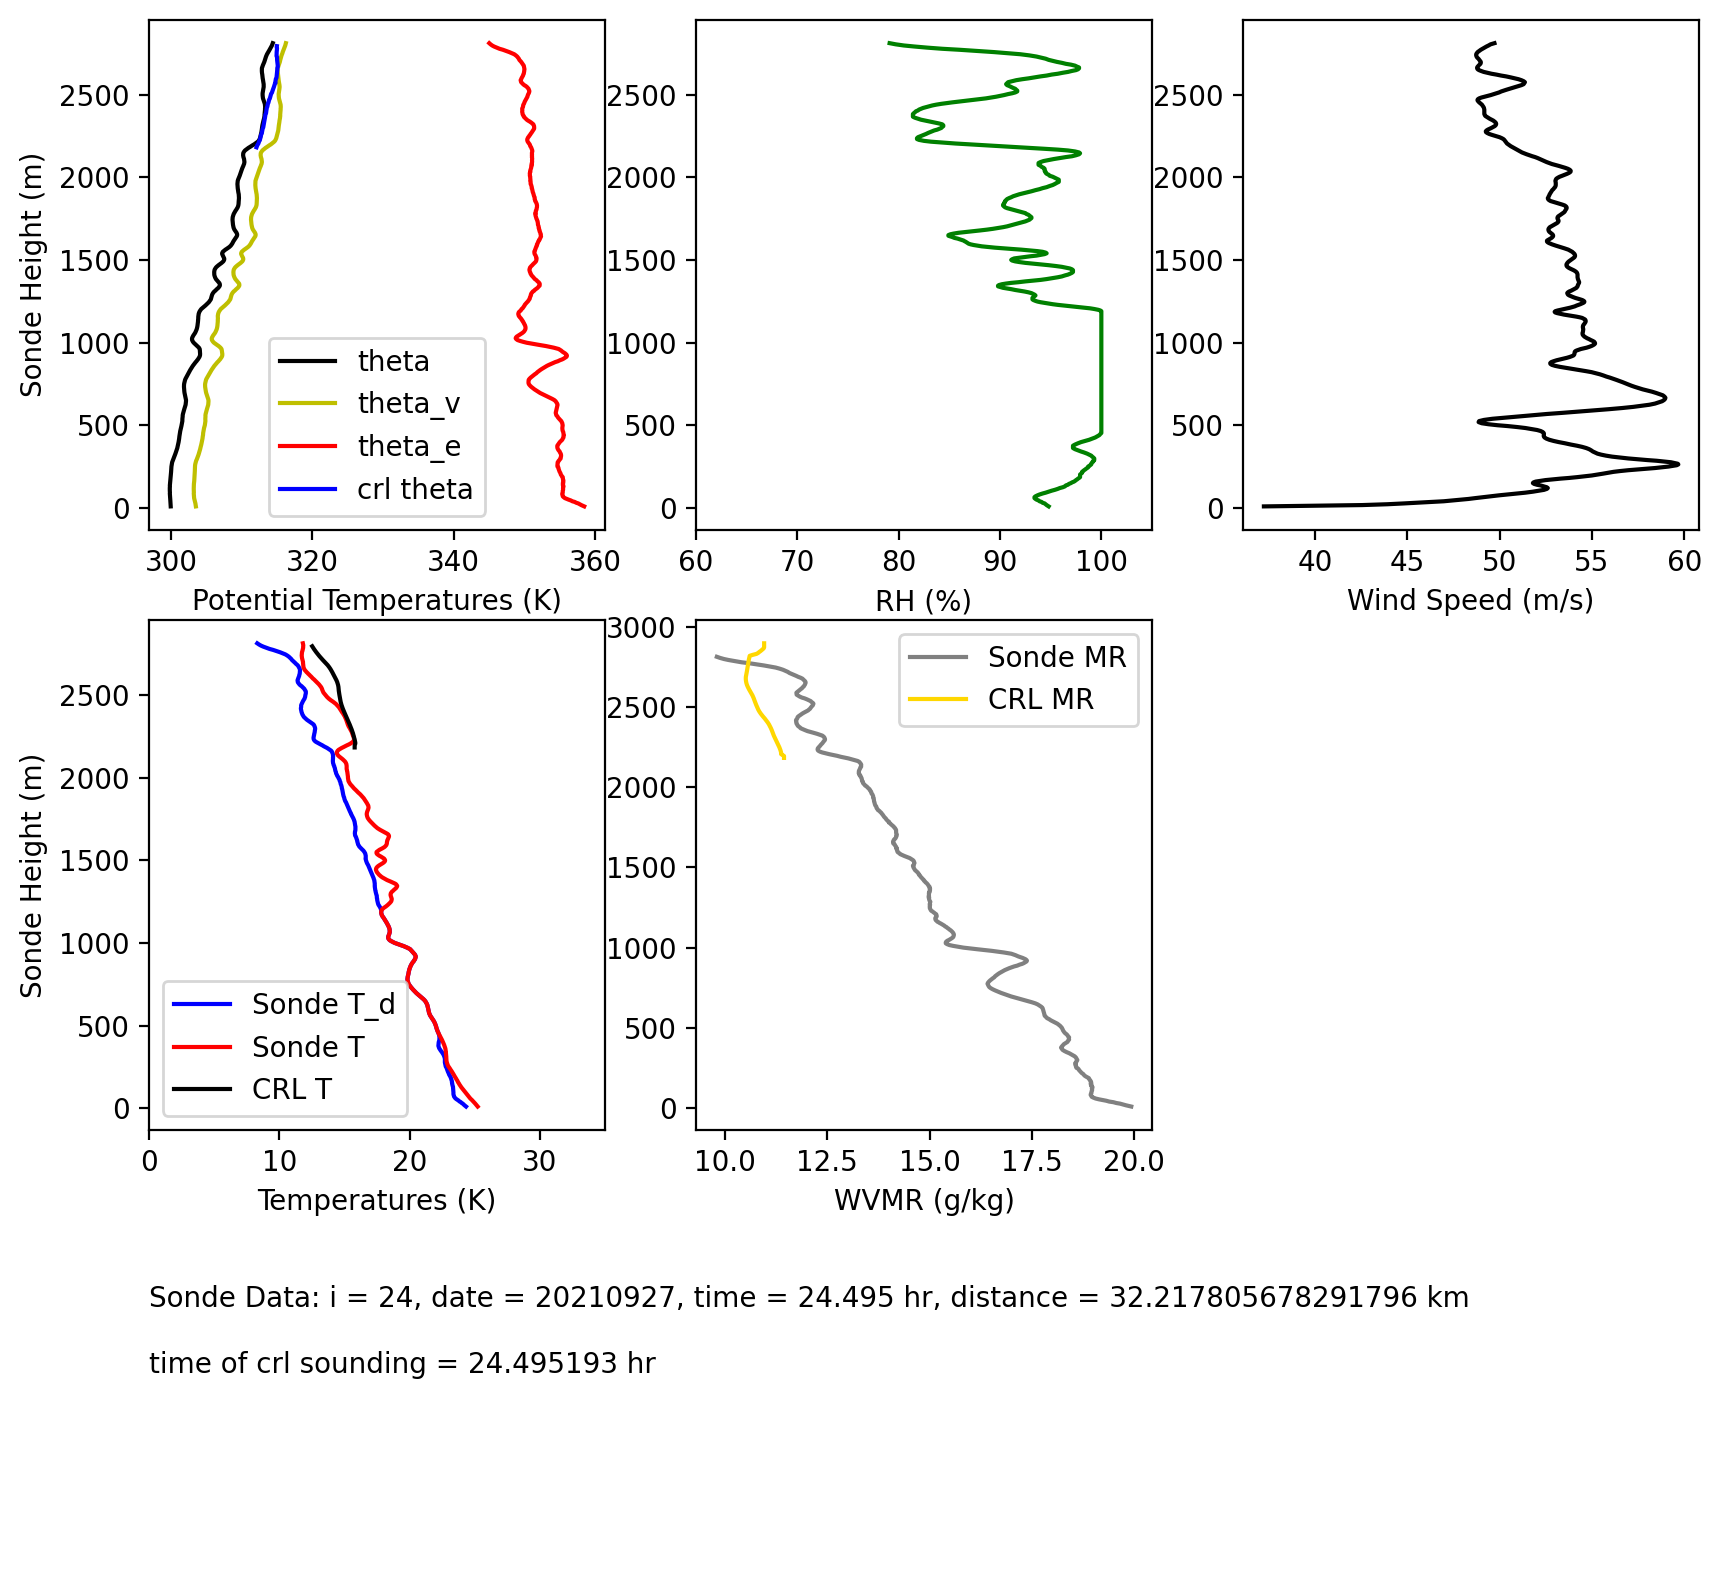 2500
2000
1500
1000
500
0
Sonde Height (m)
300 320 340 360
Potential Temperatures (K)
theta
theta_v
theta_e
crl theta
2500
2000
1500
1000
500
0
60 70 80 90 100
RH (%)
2500
2000
1500
1000
500
0
40 45 50 55 60
Wind Speed (m/s)
2500
2000
1500
1000
500
0
Sonde Height (m)
Sonde T_d
Sonde T
CRL T
0 10 20 30
Temperatures (K)
3000
2500
2000
1500
1000
500
0
Sonde MR
CRL MR
10.0 12.5 15.0 17.5 20.0
WVMR (g/kg)
Sonde Data: i = 24, date = 20210927, time = 24.495 hr, distance = 32.217805678291796 km
time of crl sounding = 24.495193 hr